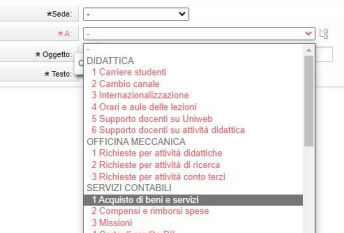 ★Sede: -
★ A: -
★ Oggetto:
★ Testo:
-
DIDATTICA
1 Carriere studenti
2 Cambio canale
3 Internazionalizzazione
4 Orari e aule delle lezioni
5 Supporto docenti su Uniweb
6 Supporto docenti su attività didattica
OFFICINA MECCANICA
1 Richieste per attività didattiche
2 Richieste per attività di ricerca
3 Richieste per attività conto terzi
SERVIZI CONTABILI
1 Acquisto di beni e servizi
2 Compensi e rimborsi spese
3 Missioni